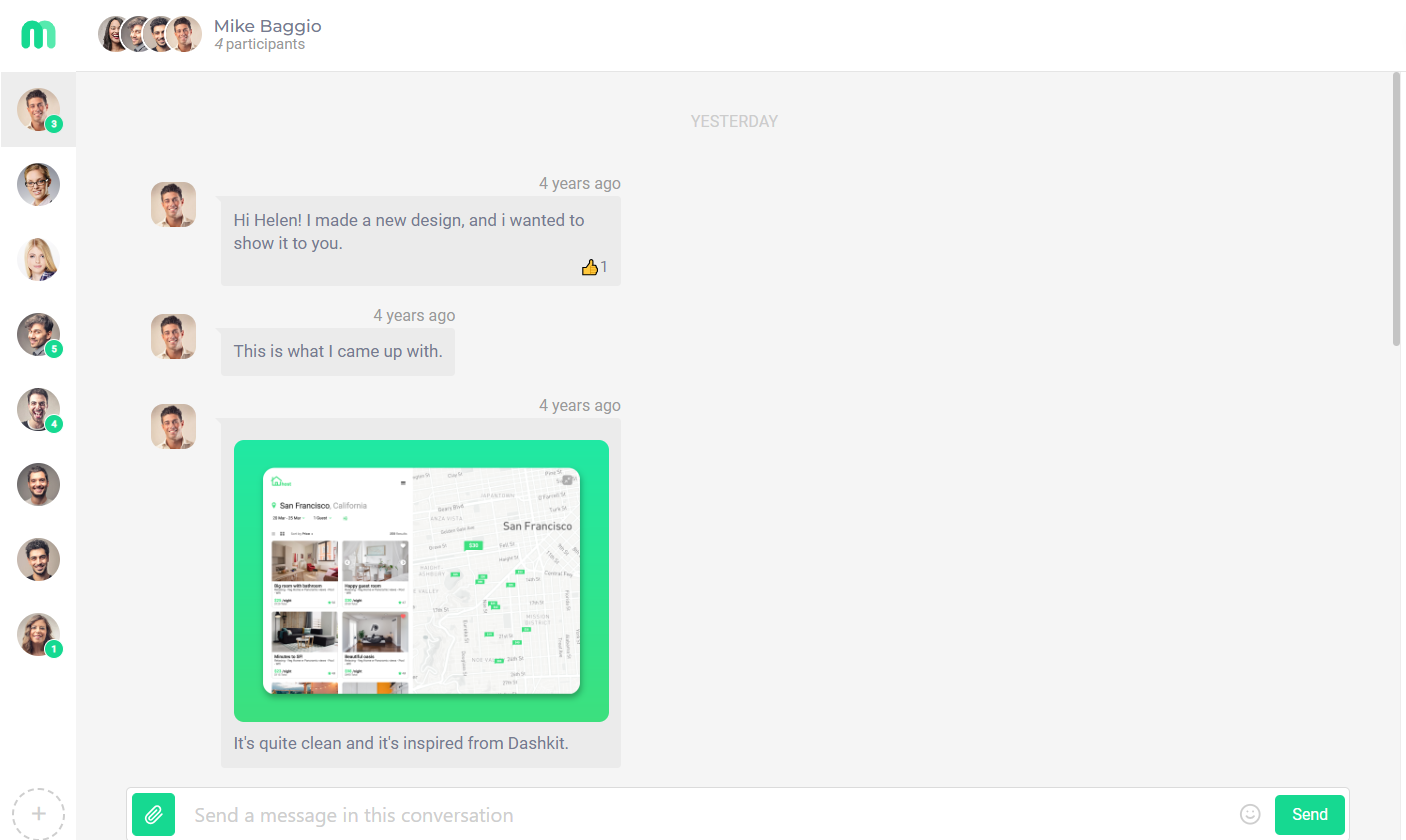 Mike Baggio
4 participants
3
5
4
1
YESTERDAY
4 years ago
Hi Helen! I made a new design, and i wanted to
show it to you.
1
4 years ago
This is what I came up with.
4 years ago
San Francisco, California
San Francisco
Big room with bathroom
Happy guest room
Minutes to SF!
Beautiful oasis
It's quite clean and it's inspired from Dashkit.
Send a message in this conversation
Send